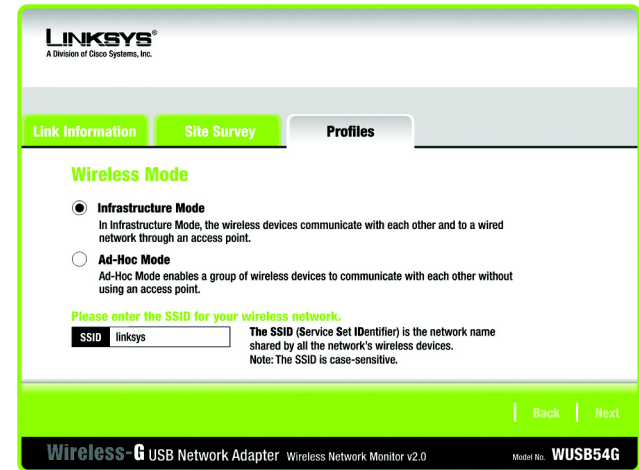 LINKSYS®
A Division of Cisco Systems, Inc.
Link Information
Site Survey
Profiles
Wireless Mode
Infrastructure Mode
In Infrastructure Mode, the wireless devices communicate with each other and to a wired
network through an access point.
Ad-Hoc Mode
Ad-Hoc Mode enables a group of wireless devices to communicate with each other without
using an access point.
Please enter the SSID for your wireless network.
SSID linksys
The SSID (Service Set IDentifier) is the network name
shared by all the network's wireless devices.
Note: The SSID is case-sensitive.
Back Next
Wireless-G USB Network Adapter Wireless Network Monitor v2.0 Model No. WUSB54G